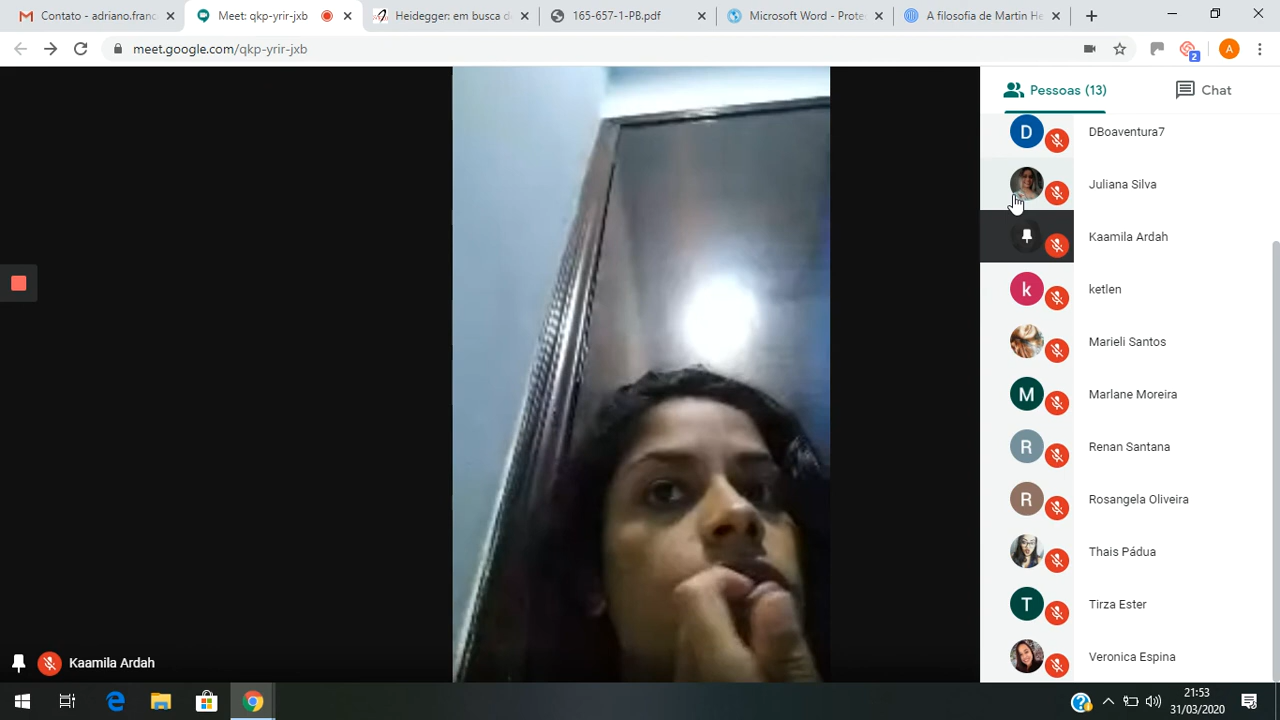 Contato - adriano.franc
Meet: qkp-yrir-jxb
Heidegger: em busca d
165-657-1-PB.pdf
Microsoft Word - Prote
A filosofia de Martin He
meet.google.com/qkp-yrir-jxb
2
A
Pessoas (13)
Chat
D
DBoaventura7
Juliana Silva
Kaamila Ardah
k
ketlen
Marieli Santos
M
Marlane Moreira
R
Renan Santana
R
Rosangela Oliveira
Thais Pádua
T
Tirza Ester
Veronica Espina
Kaamila Ardah
21:53
31/03/2020